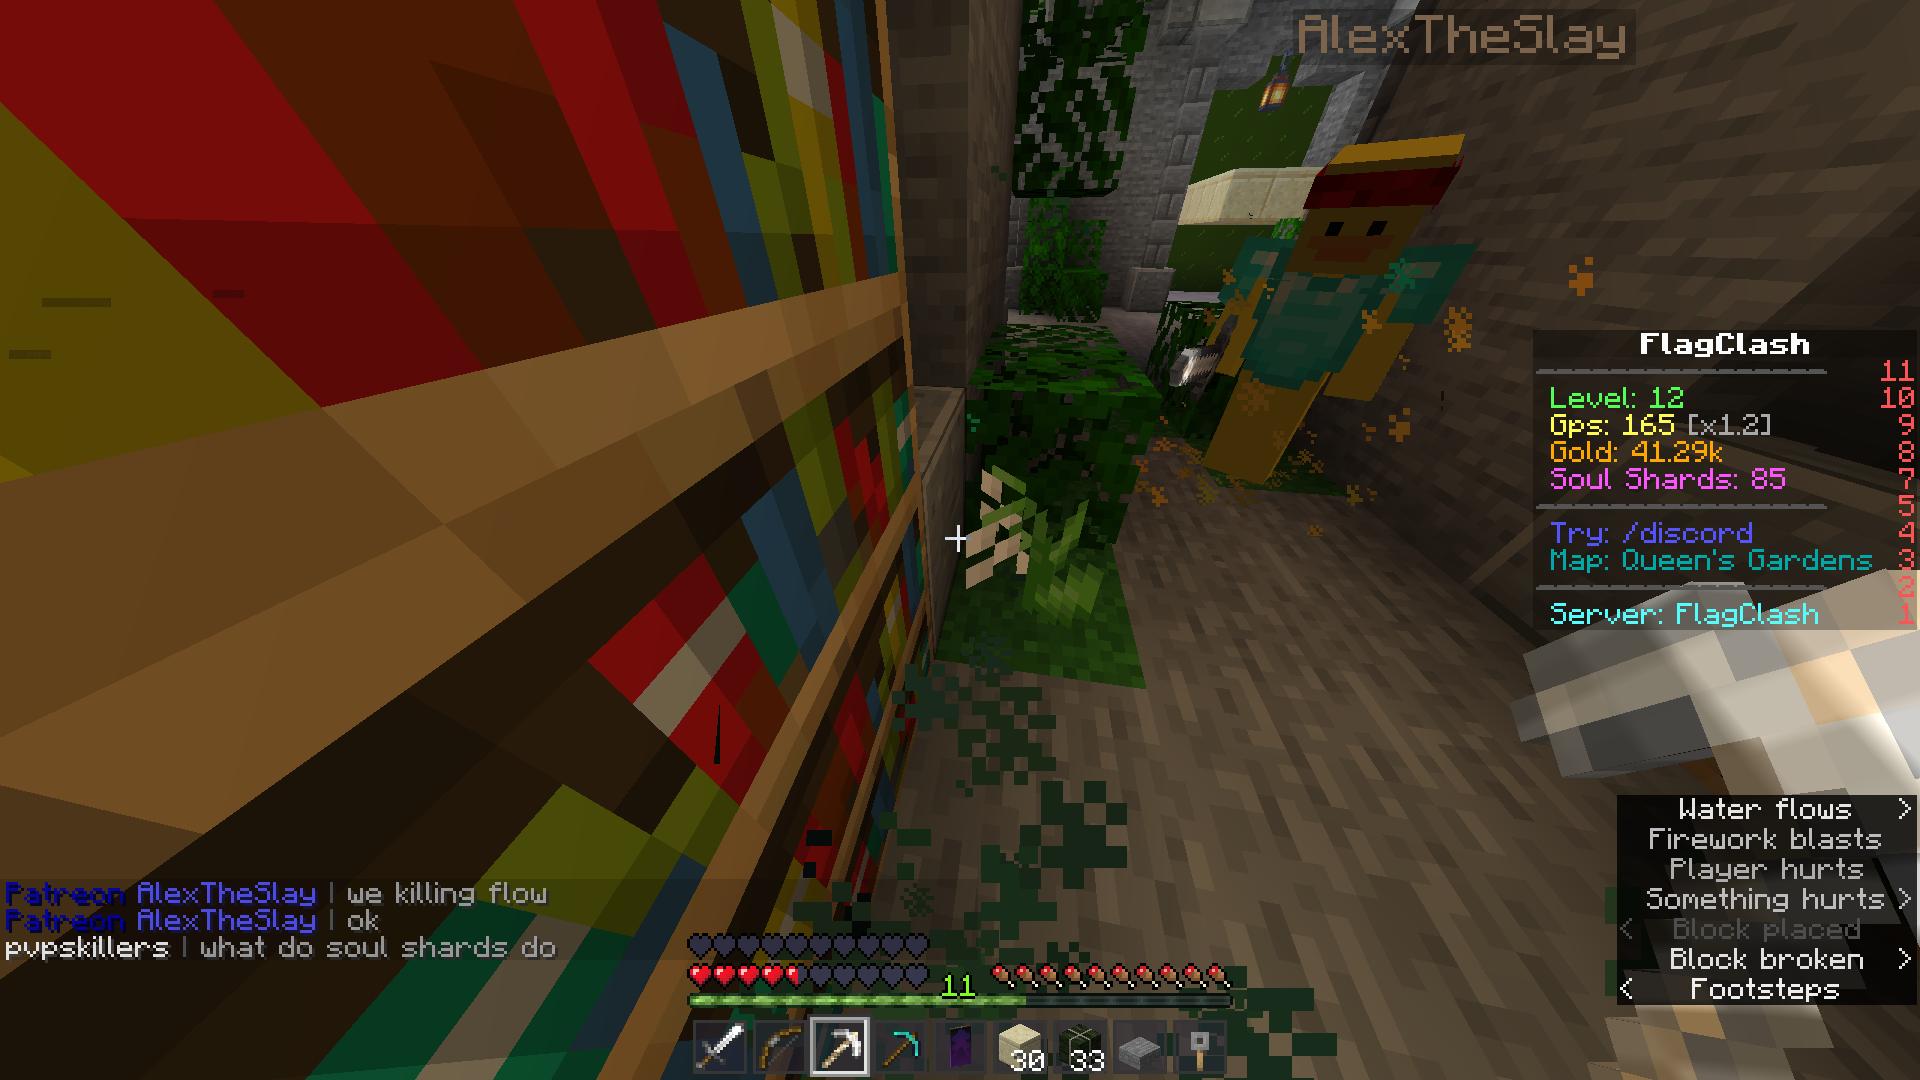 AlexTheSlay
FlagClash
11
Level: 12 10
Gps: 165 [x1.2] 9
Gold: 41.29k 8
Soul Shards: 85 7
5
Try: /discord 4
Map: Queen's Gardens 3
2
Server: FlagClash 1
Water flows >
Firework blasts
Player hurts
Something hurts >
< Block placed
Block broken >
< Footsteps
Patreon AlexTheSlay | we killing flow
Patreon AlexTheSlay | ok
pvpskillers | what do soul shards do
11
30 33